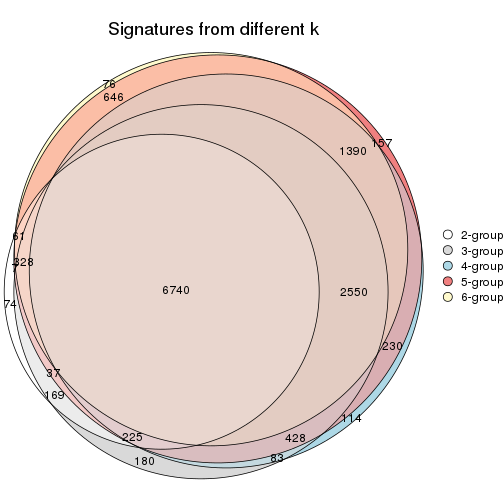 Signatures from different k
76
646
157
1390
61
328
6740
2550
74
230
37
169
114
225
428
83
180
2-group
3-group
4-group
5-group
6-group